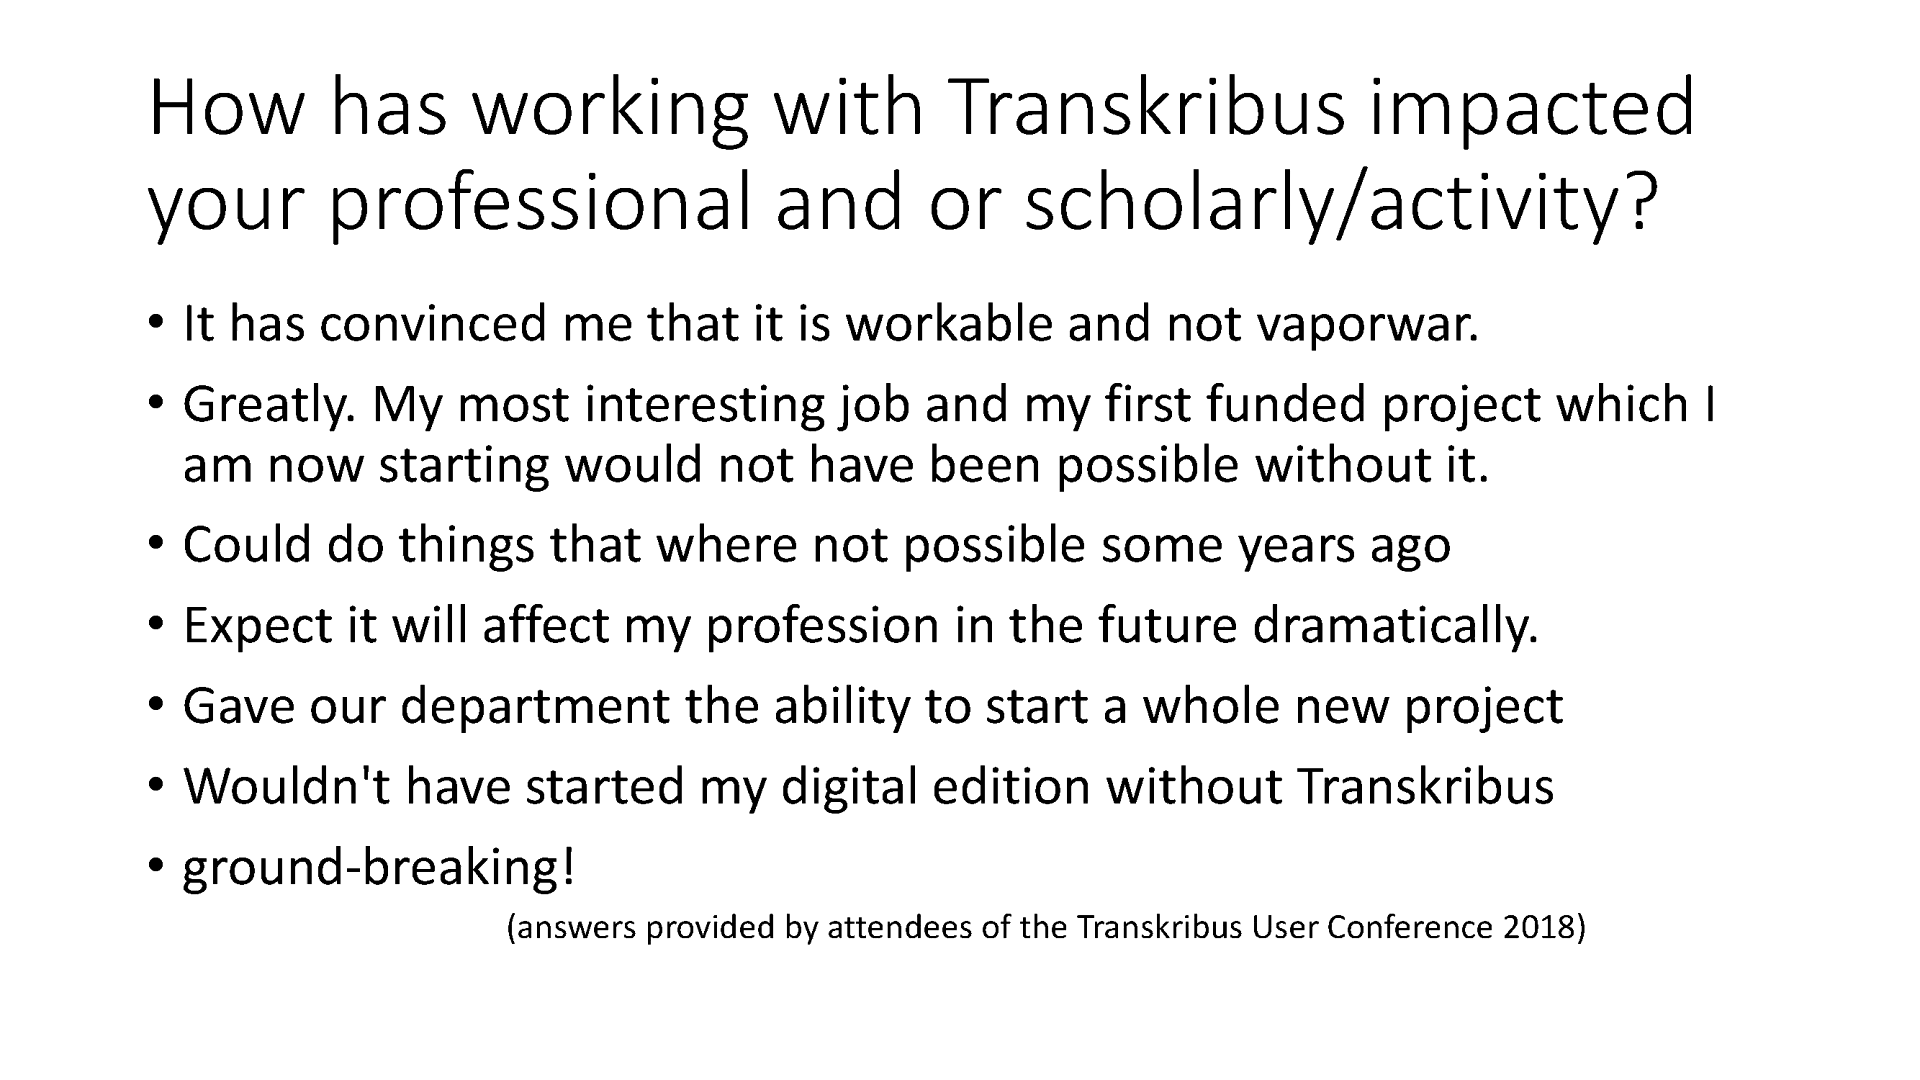 How has working with Transkribus impacted
your professional and or scholarly/activity?
• It has convinced me that it is workable and not vaporwar.
• Greatly. My most interesting job and my first funded project which I
am now starting would not have been possible without it.
• Could do things that where not possible some years ago
• Expect it will affect my profession in the future dramatically.
• Gave our department the ability to start a whole new project
• Wouldn't have started my digital edition without Transkribus
• ground-breaking!
(answers provided by attendees of the Transkribus User Conference 2018)